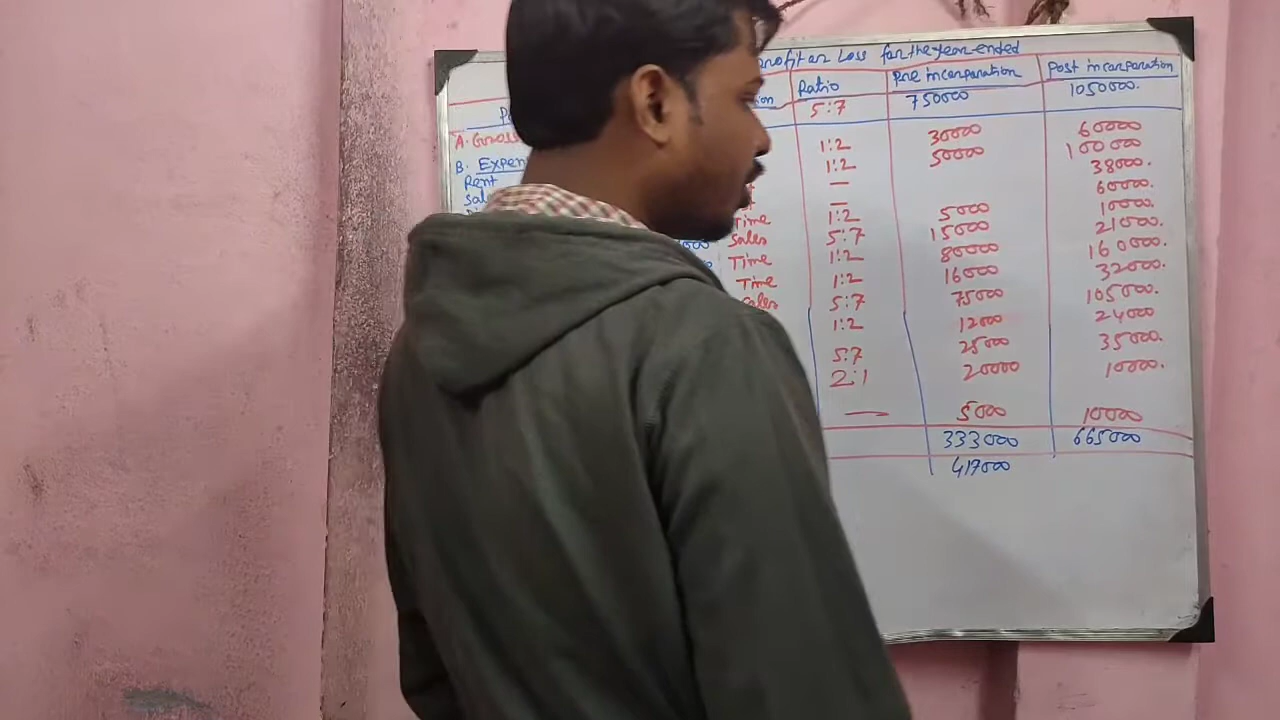 Profit or Loss for the year ended
Ratio Pre incorporation Post incorporation
A. Gross 5:7 750000 1050000.
B. Expen
Rent 1:2 30000 60000
Sal 1:2 50000 100000
— 38000.
— 60000.
Time 1:2 5000 10000.
Sales 5:7 15000 21000.
Time 1:2 80000 160000.
Time 1:2 16000 32000.
Sales 5:7 75000 105000.
1:2 12000 24000
5:7 25000 35000.
2:1 20000 10000.
— 5000 10000
333000 665000
417000